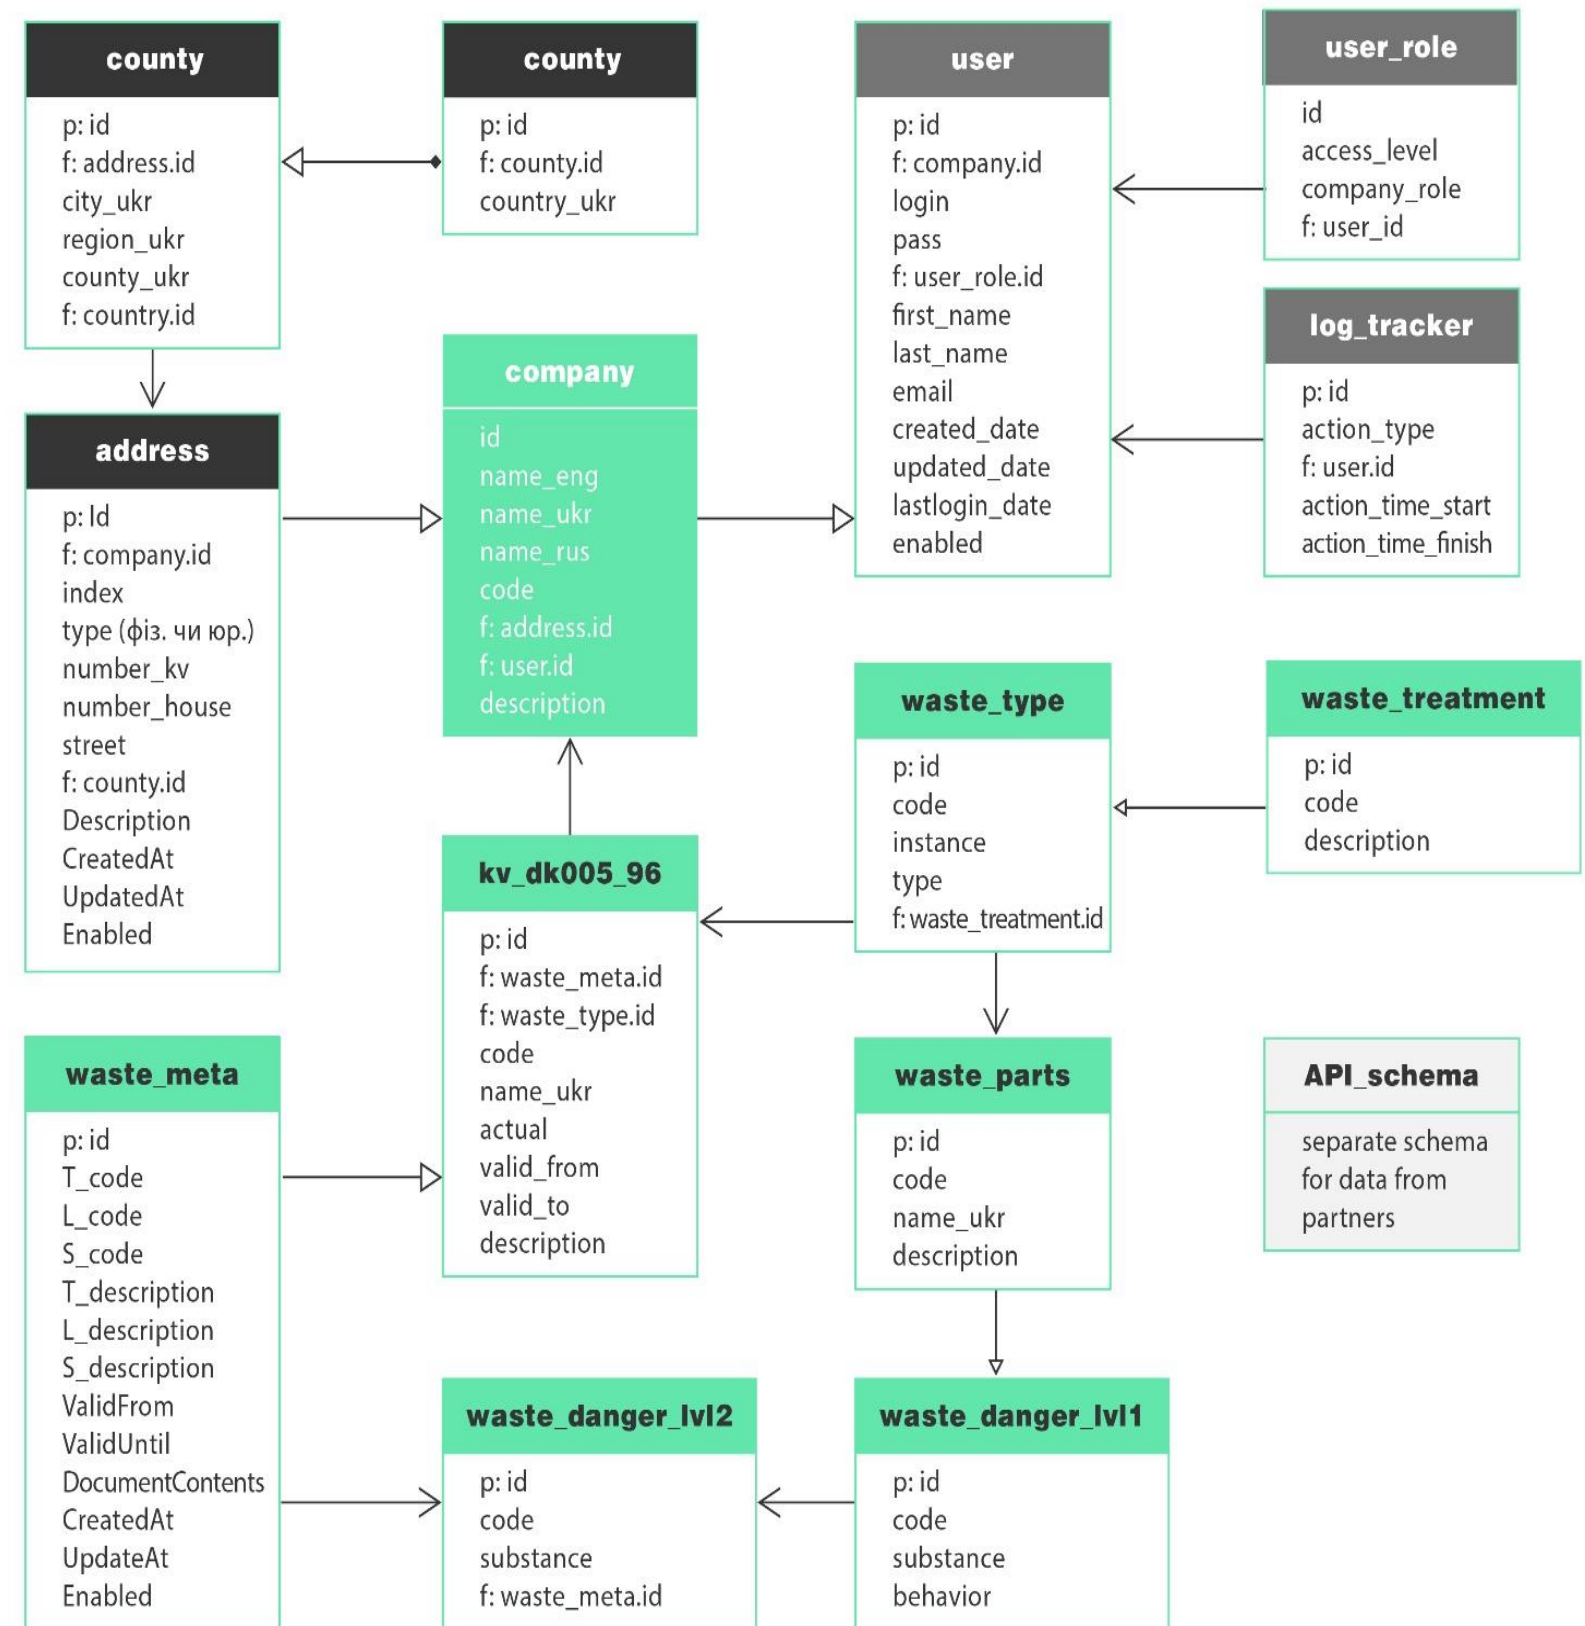 county
p: id
f: address.id
city_ukr
region_ukr
county_ukr
f: country.id
county
p: id
f: county.id
country_ukr
user
p: id
f: company.id
login
pass
f: user_role.id
first_name
last_name
email
created_date
updated_date
lastlogin_date
enabled
user_role
id
access_level
company_role
f: user_id
log_tracker
p: id
action_type
f: user.id
action_time_start
action_time_finish
address
p: Id
f: company.id
index
type (фіз. чи юр.)
number_kv
number_house
street
f: county.id
Description
CreatedAt
UpdatedAt
Enabled
company
id
name_eng
name_ukr
name_rus
code
f: address.id
f: user.id
description
waste_type
p: id
code
instance
type
f: waste_treatment.id
waste_treatment
p: id
code
description
kv_dk005_96
p: id
f: waste_meta.id
f: waste_type.id
code
name_ukr
actual
valid_from
valid_to
description
waste_meta
p: id
T_code
L_code
S_code
T_description
L_description
S_description
ValidFrom
ValidUntil
DocumentContents
CreatedAt
UpdateAt
Enabled
waste_parts
p: id
code
name_ukr
description
API_schema
separate schema
for data from
partners
waste_danger_lvl2
p: id
code
substance
f: waste_meta.id
waste_danger_lvl1
p: id
code
substance
behavior